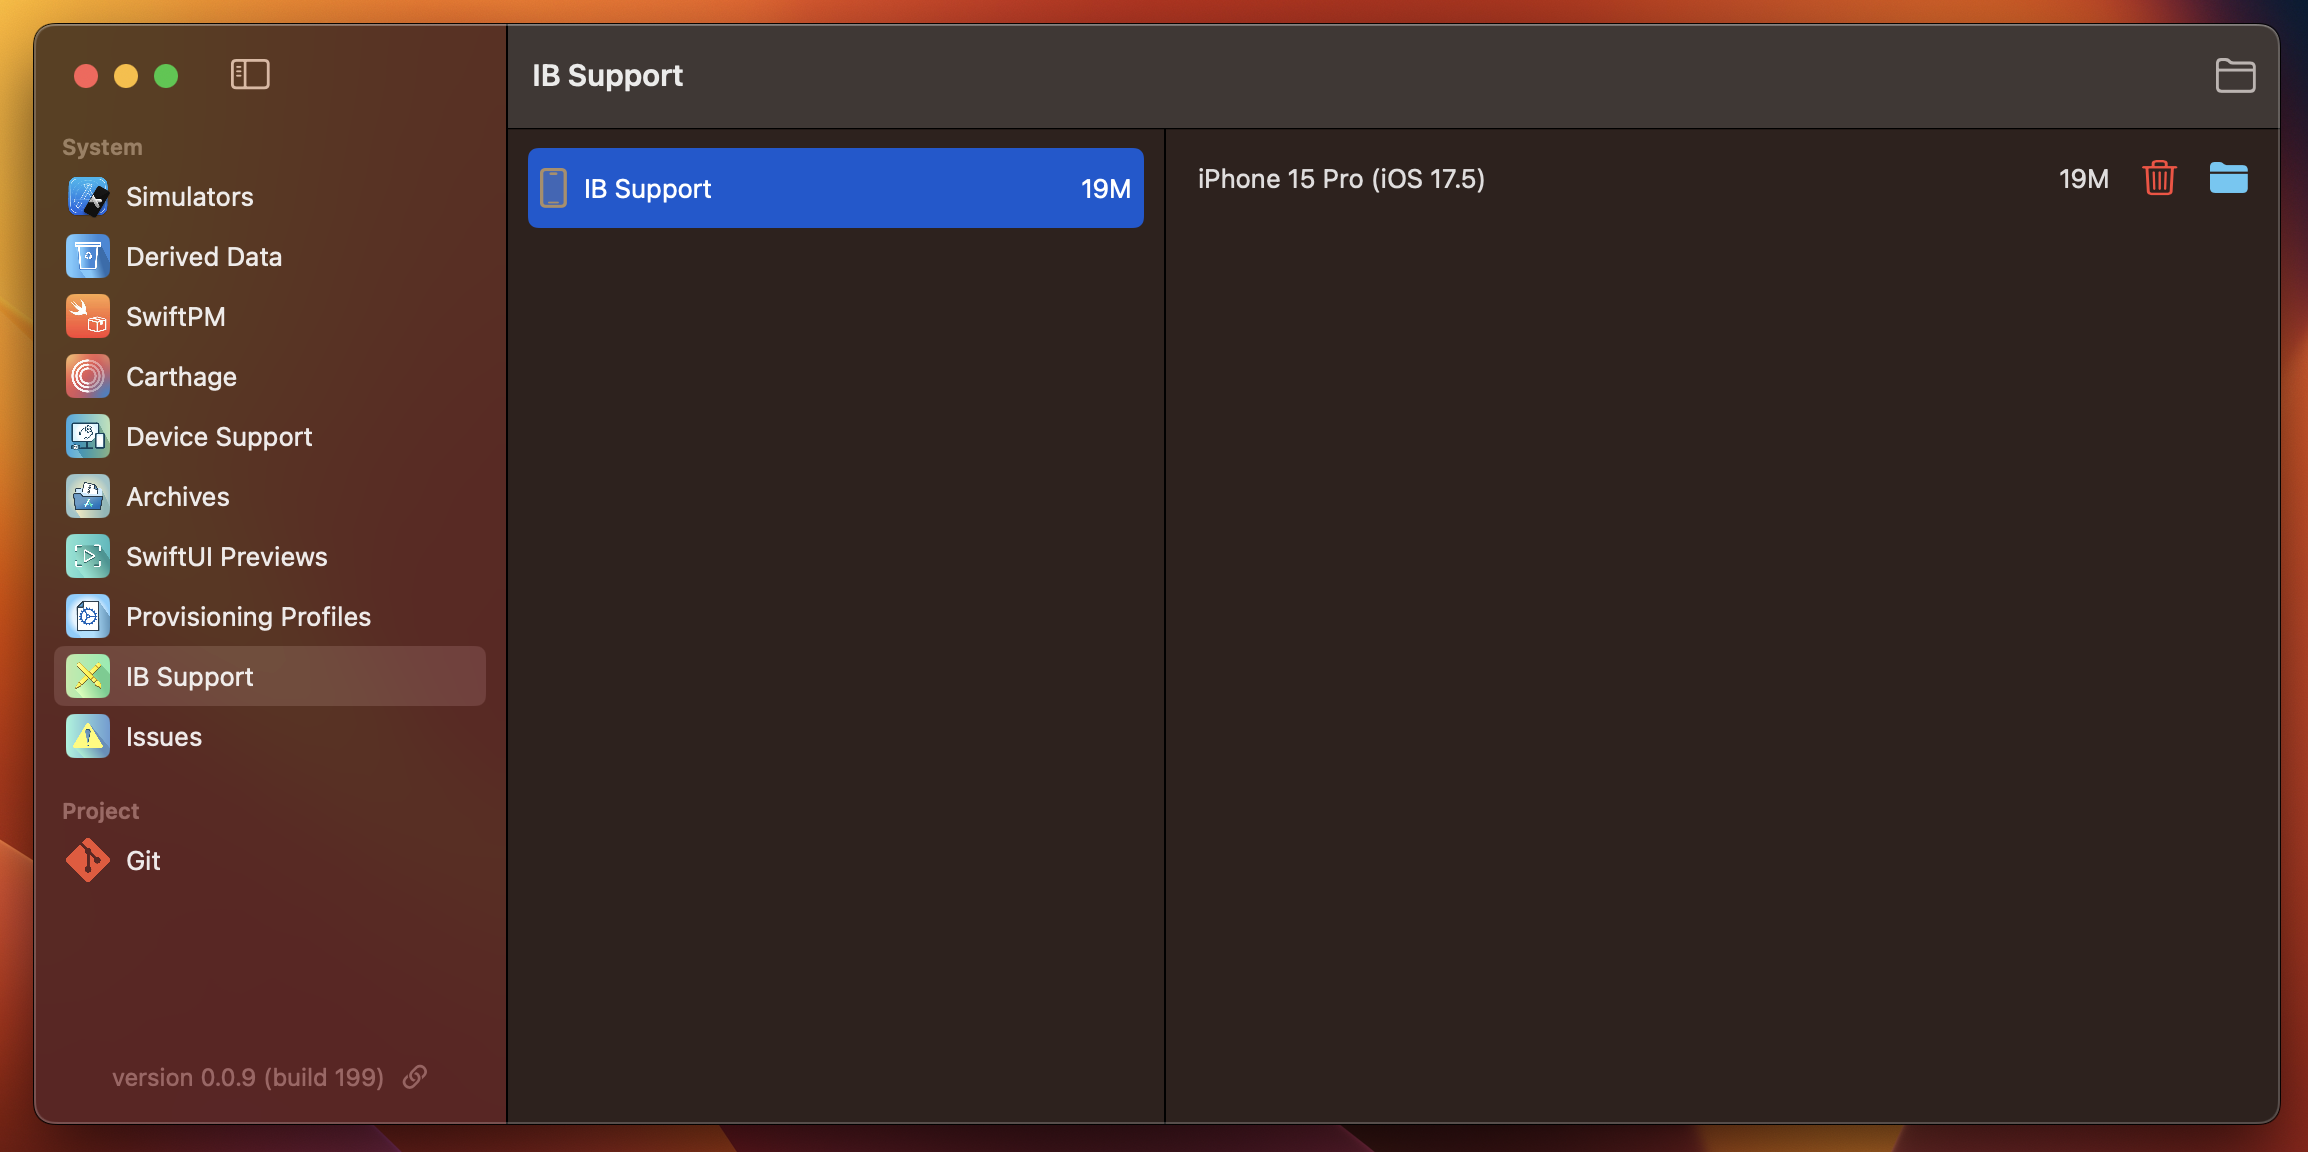 IB Support
System
Simulators
Derived Data
SwiftPM
Carthage
Device Support
Archives
SwiftUI Previews
Provisioning Profiles
IB Support
Issues
Project
Git
version 0.0.9 (build 199)
IB Support 19M
iPhone 15 Pro (iOS 17.5) 19M